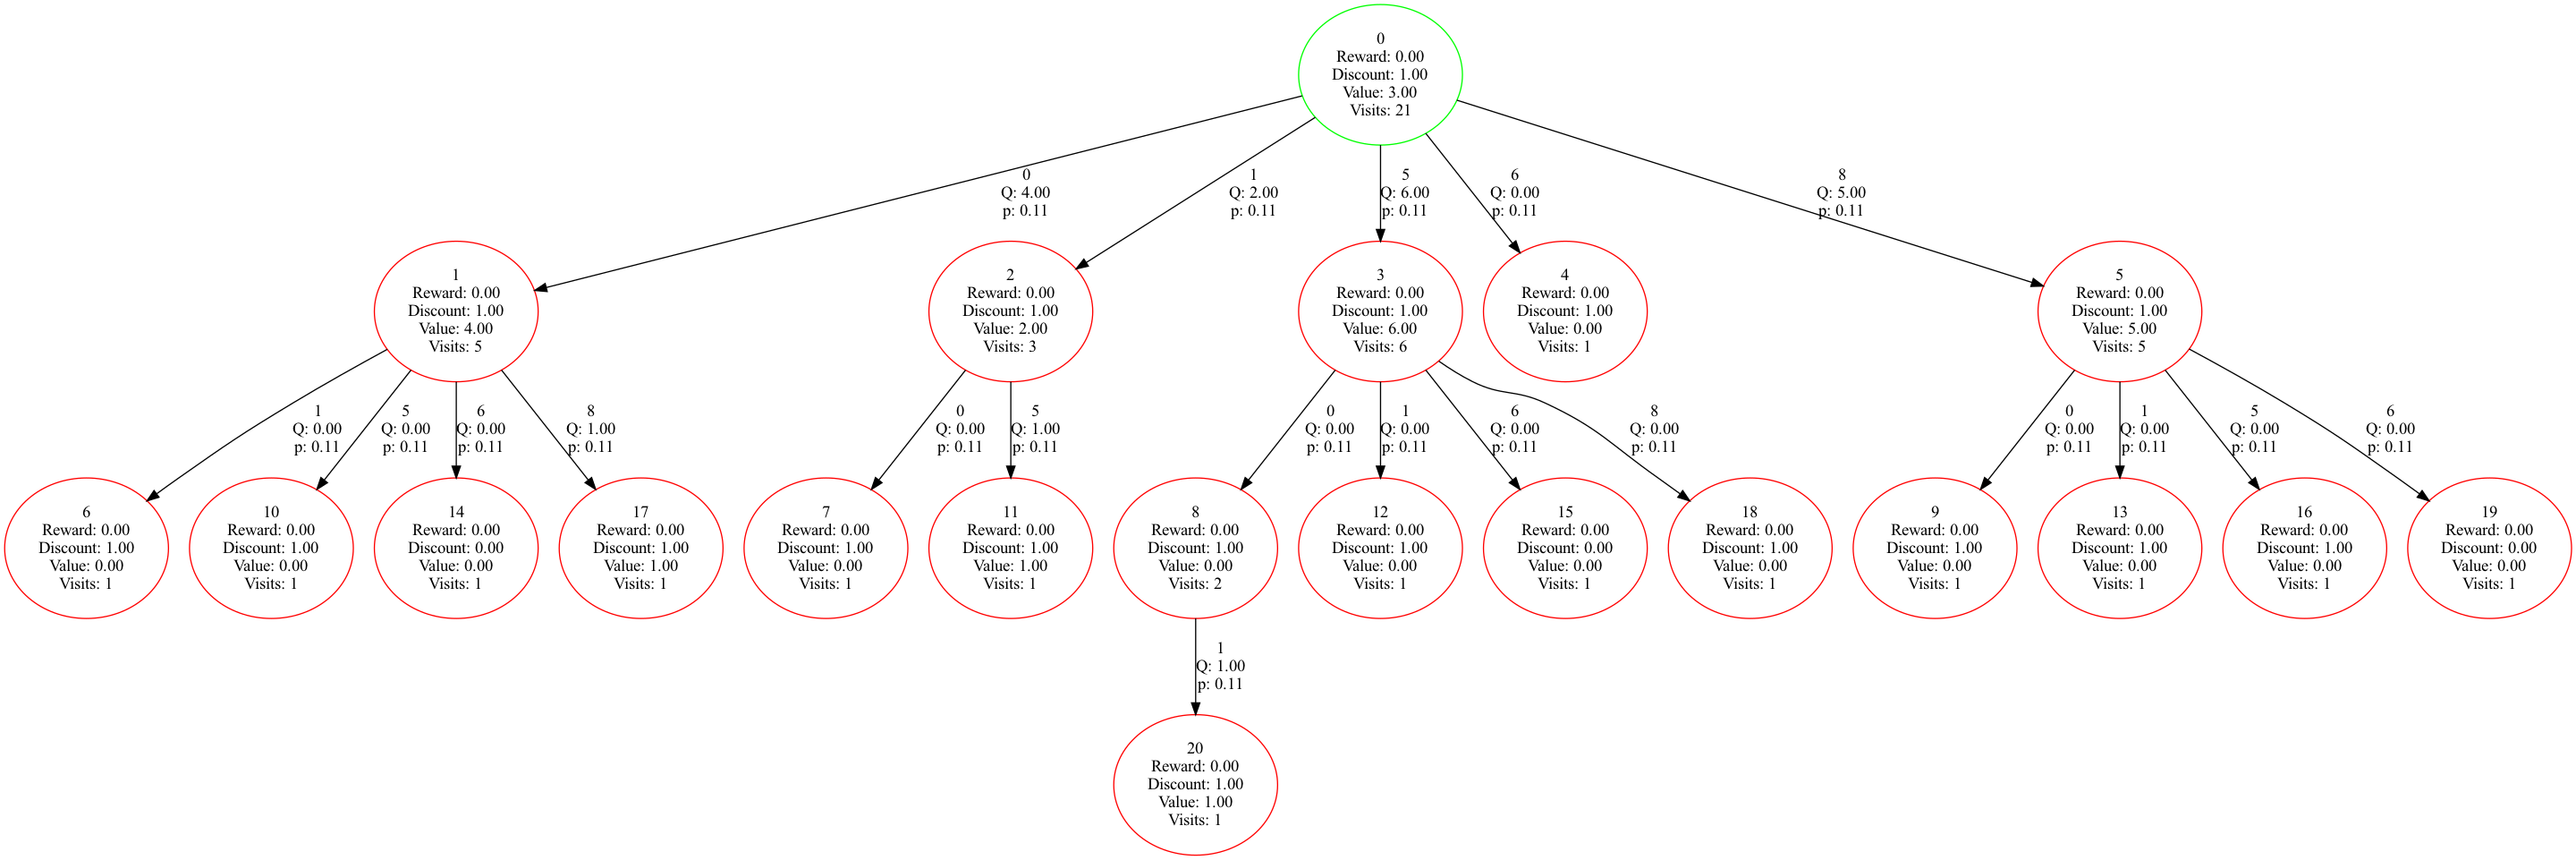 0
Reward: 0.00
Discount: 1.00
Value: 3.00
Visits: 21
0
Q: 4.00
p: 0.11
1
Q: 2.00
p: 0.11
5
Q: 6.00
p: 0.11
6
Q: 0.00
p: 0.11
8
Q: 5.00
p: 0.11
1
Reward: 0.00
Discount: 1.00
Value: 4.00
Visits: 5
2
Reward: 0.00
Discount: 1.00
Value: 2.00
Visits: 3
3
Reward: 0.00
Discount: 1.00
Value: 6.00
Visits: 6
4
Reward: 0.00
Discount: 1.00
Value: 0.00
Visits: 1
5
Reward: 0.00
Discount: 1.00
Value: 5.00
Visits: 5
1
Q: 0.00
p: 0.11
5
Q: 0.00
p: 0.11
6
Q: 0.00
p: 0.11
8
Q: 1.00
p: 0.11
0
Q: 0.00
p: 0.11
5
Q: 1.00
p: 0.11
0
Q: 0.00
p: 0.11
1
Q: 0.00
p: 0.11
6
Q: 0.00
p: 0.11
8
Q: 0.00
p: 0.11
0
Q: 0.00
p: 0.11
1
Q: 0.00
p: 0.11
5
Q: 0.00
p: 0.11
6
Q: 0.00
p: 0.11
6
Reward: 0.00
Discount: 1.00
Value: 0.00
Visits: 1
10
Reward: 0.00
Discount: 1.00
Value: 0.00
Visits: 1
14
Reward: 0.00
Discount: 0.00
Value: 0.00
Visits: 1
17
Reward: 0.00
Discount: 1.00
Value: 1.00
Visits: 1
7
Reward: 0.00
Discount: 1.00
Value: 0.00
Visits: 1
11
Reward: 0.00
Discount: 1.00
Value: 1.00
Visits: 1
8
Reward: 0.00
Discount: 1.00
Value: 0.00
Visits: 2
12
Reward: 0.00
Discount: 1.00
Value: 0.00
Visits: 1
15
Reward: 0.00
Discount: 0.00
Value: 0.00
Visits: 1
18
Reward: 0.00
Discount: 1.00
Value: 0.00
Visits: 1
9
Reward: 0.00
Discount: 1.00
Value: 0.00
Visits: 1
13
Reward: 0.00
Discount: 1.00
Value: 0.00
Visits: 1
16
Reward: 0.00
Discount: 1.00
Value: 0.00
Visits: 1
19
Reward: 0.00
Discount: 0.00
Value: 0.00
Visits: 1
1
Q: 1.00
p: 0.11
20
Reward: 0.00
Discount: 1.00
Value: 1.00
Visits: 1